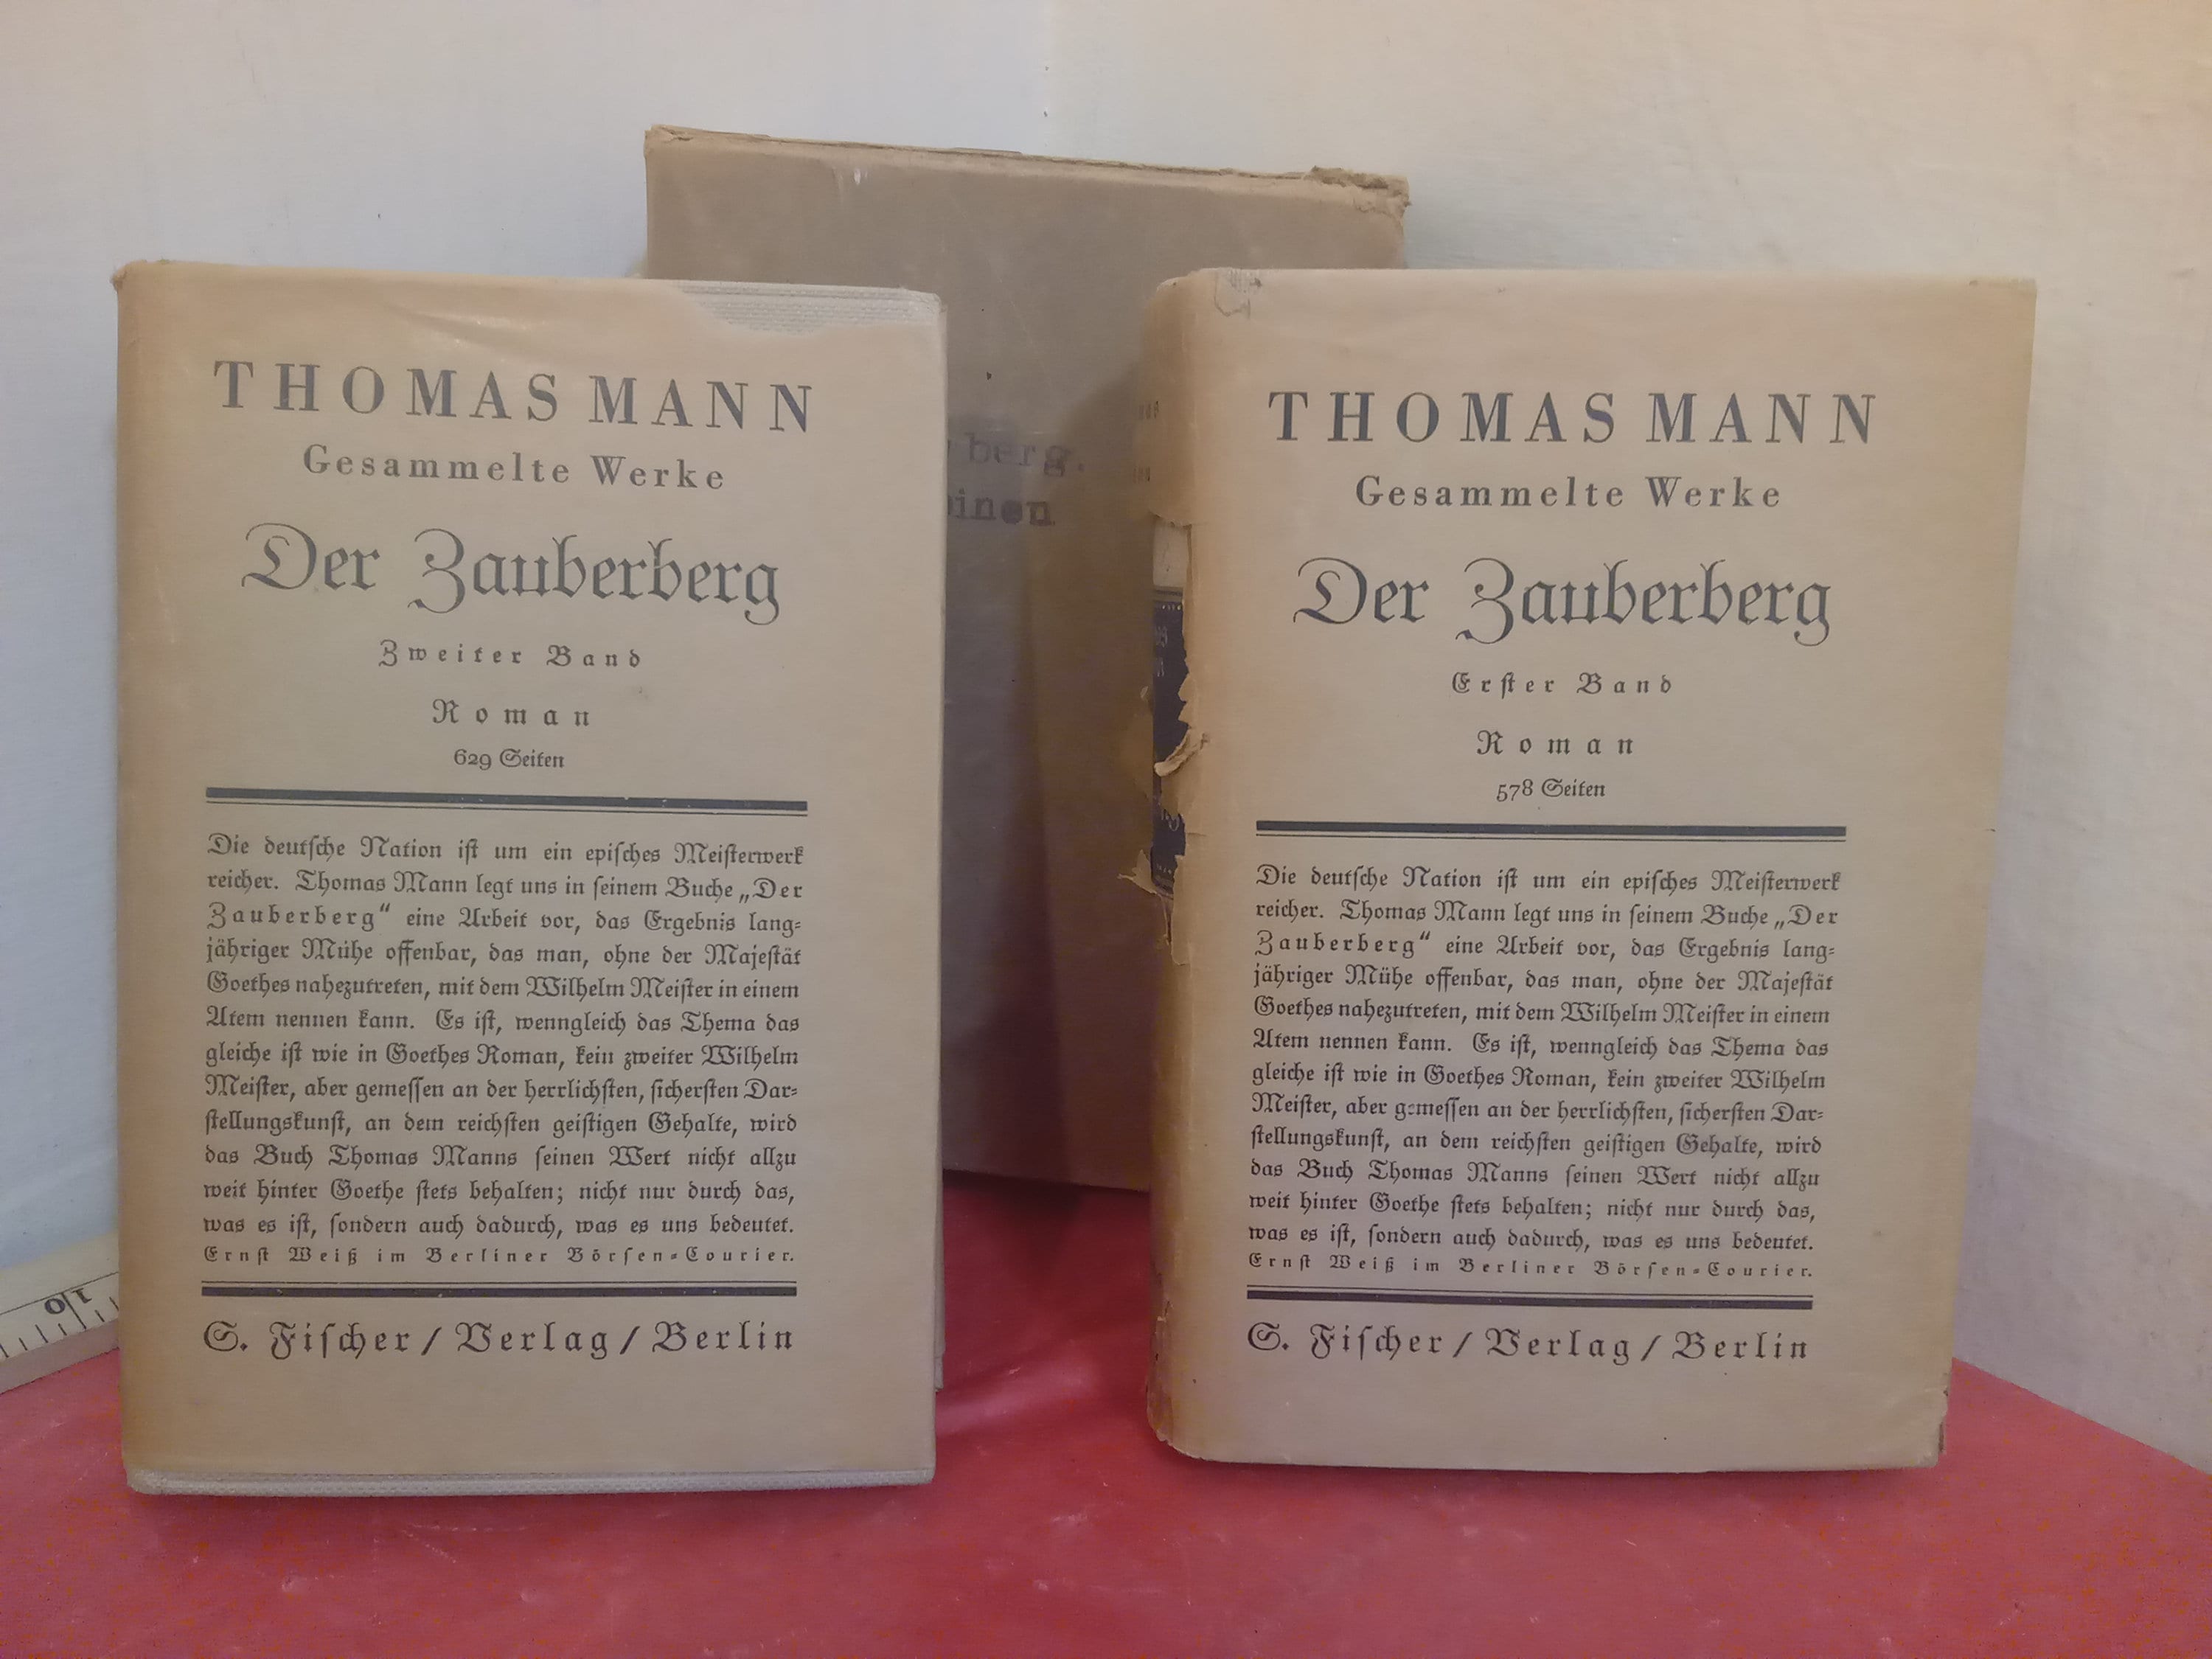 THOMAS MANN
Gesammelte Werke
Der Zauberberg
Zweiter Band
Roman
629 Seiten
Die deutſche Nation iſt um ein epiſches Meiſterwerk
reicher. Thomas Mann legt uns in ſeinem Buche „Der
Zauberberg“ eine Arbeit vor, das Ergebnis lang⸗
jähriger Mühe offenbar, das man, ohne der Majeſtät
Goethes nahezutreten, mit dem Wilhelm Meiſter in einem
Atem nennen kann. Es iſt, wenngleich das Thema das
gleiche iſt wie in Goethes Roman, kein zweiter Wilhelm
Meiſter, aber gemeſſen an der herrlichſten, ſicherſten Dar⸗
ſtellungskunſt, an dem reichſten geiſtigen Gehalte, wird
das Buch Thomas Manns ſeinen Wert nicht allzu
weit hinter Goethe ſtets behalten; nicht nur durch das,
was es iſt, ſondern auch dadurch, was es uns bedeutet.
Ernſt Weiß im Berliner Börſen⸗Courier.
S. Fiſcher / Verlag / Berlin
berg.
inen
THOMAS MANN
Gesammelte Werke
Der Zauberberg
Erſter Band
Roman
578 Seiten
Die deutſche Nation iſt um ein epiſches Meiſterwerk
reicher. Thomas Mann legt uns in ſeinem Buche „Der
Zauberberg“ eine Arbeit vor, das Ergebnis lang⸗
jähriger Mühe offenbar, das man, ohne der Majeſtät
Goethes nahezutreten, mit dem Wilhelm Meiſter in einem
Atem nennen kann. Es iſt, wenngleich das Thema das
gleiche iſt wie in Goethes Roman, kein zweiter Wilhelm
Meiſter, aber gemeſſen an der herrlichſten, ſicherſten Dar⸗
ſtellungskunſt, an dem reichſten geiſtigen Gehalte, wird
das Buch Thomas Manns ſeinen Wert nicht allzu
weit hinter Goethe ſtets behalten; nicht nur durch das,
was es iſt, ſondern auch dadurch, was es uns bedeutet.
Ernſt Weiß im Berliner Börſen⸗Courier.
S. Fiſcher / Verlag / Berlin
10